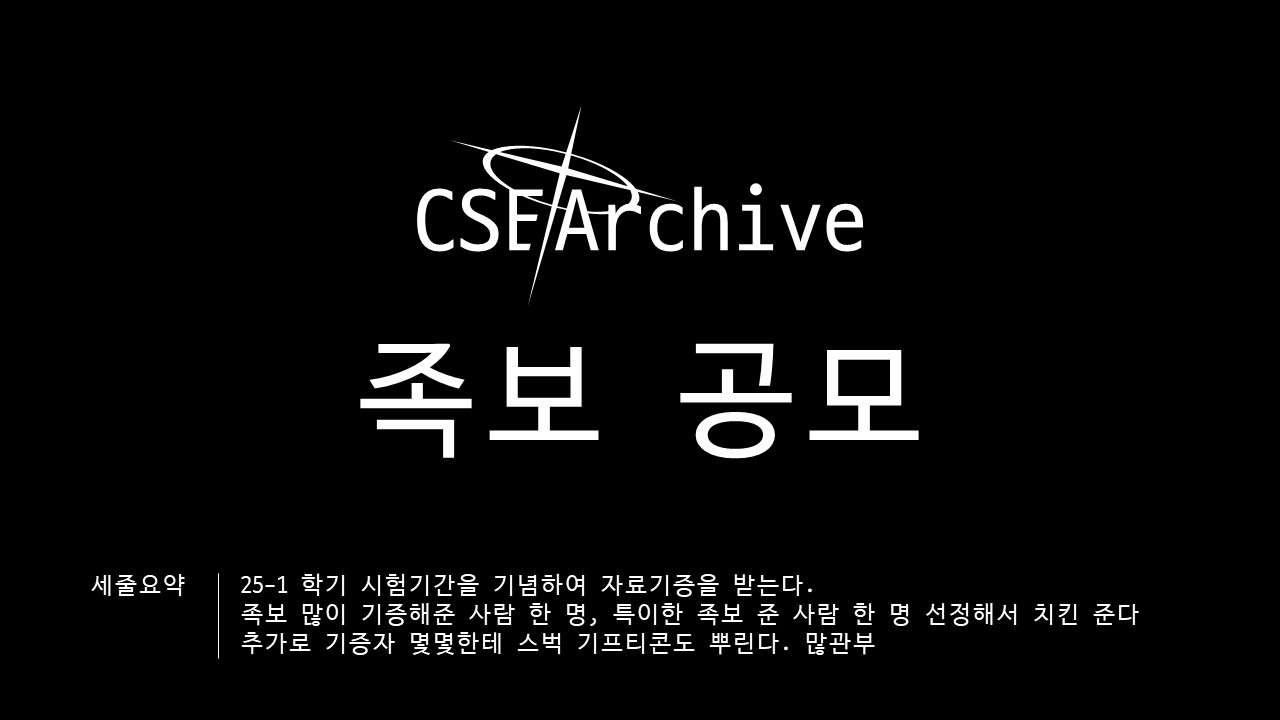 CSEArchive
족보 공모
세줄요약
25-1 학기 시험기간을 기념하여 자료기증을 받는다.
족보 많이 기증해준 사람 한 명, 특이한 족보 준 사람 한 명 선정해서 치킨 준다
추가로 기증자 몇몇한테 스벅 기프티콘도 뿌린다. 많관부